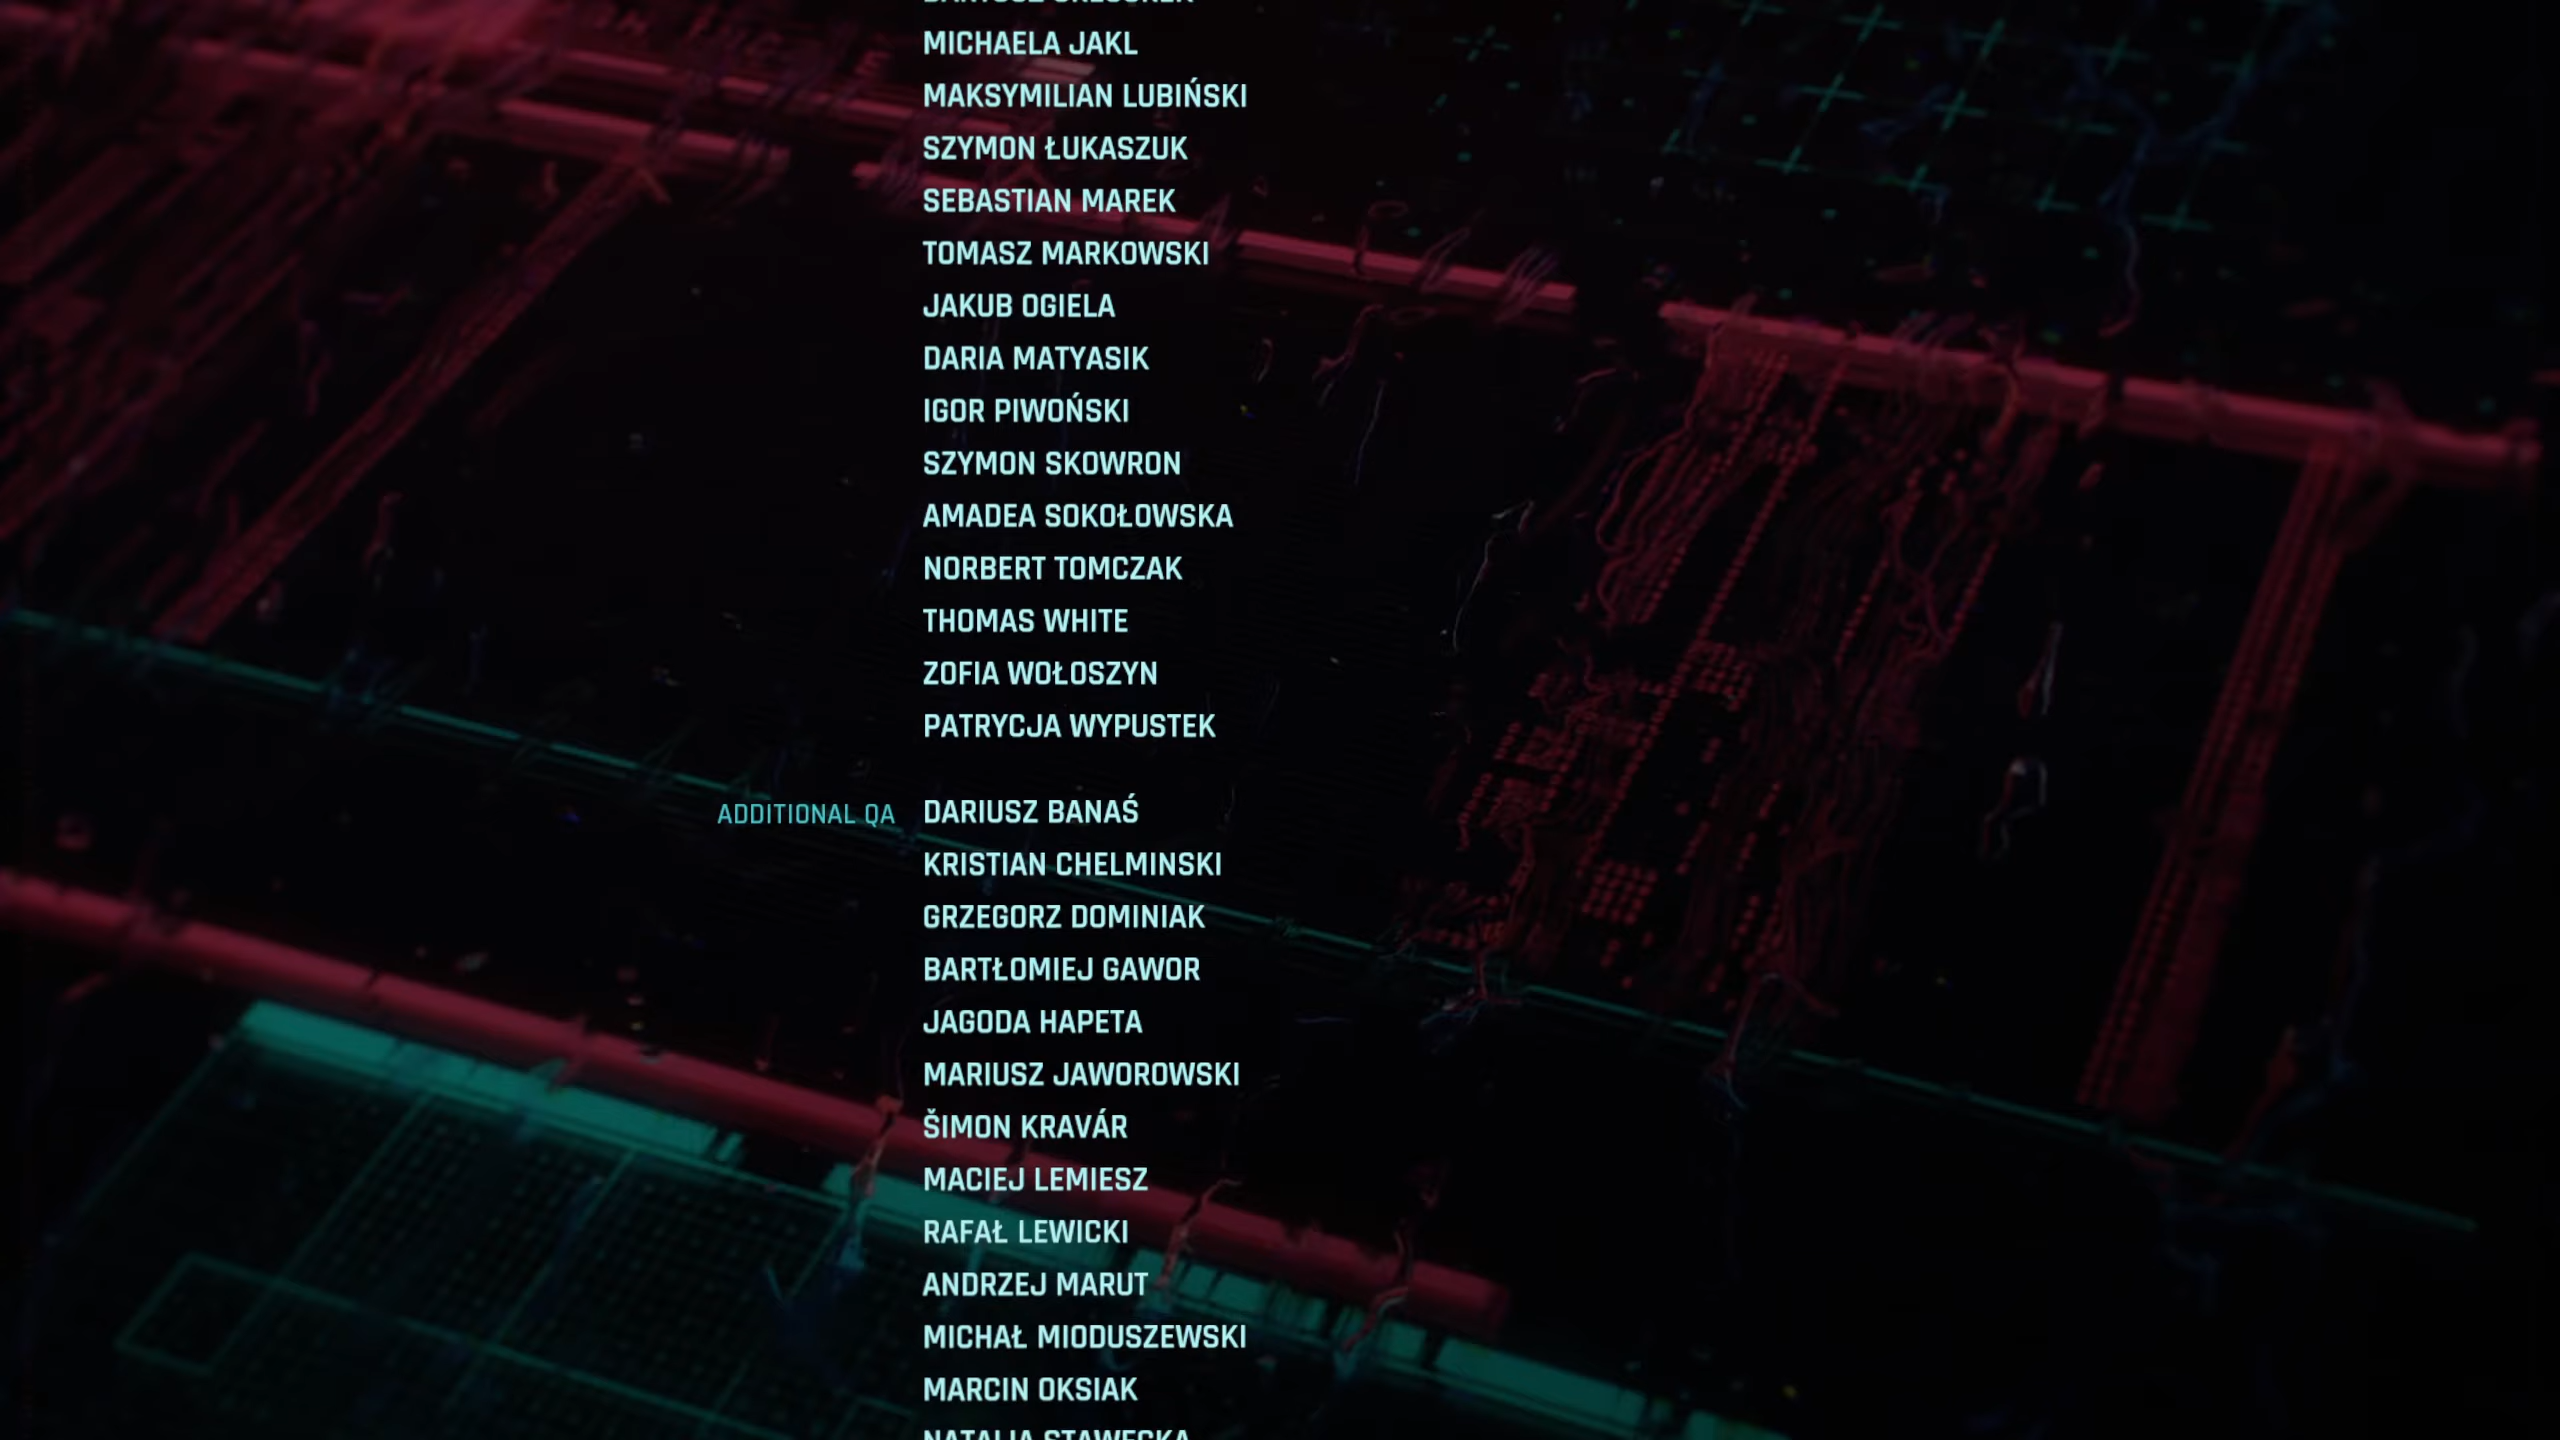 MICHAELA JAKL
MAKSYMILIAN LUBIŃSKI
SZYMON ŁUKASZUK
SEBASTIAN MAREK
TOMASZ MARKOWSKI
JAKUB OGIELA
DARIA MATYASIK
IGOR PIWOŃSKI
SZYMON SKOWRON
AMADEA SOKOŁOWSKA
NORBERT TOMCZAK
THOMAS WHITE
ZOFIA WOŁOSZYN
PATRYCJA WYPUSTEK
ADDITIONAL QA DARIUSZ BANAŚ
KRISTIAN CHELMINSKI
GRZEGORZ DOMINIAK
BARTŁOMIEJ GAWOR
JAGODA HAPETA
MARIUSZ JAWOROWSKI
ŠIMON KRAVÁR
MACIEJ LEMIESZ
RAFAŁ LEWICKI
ANDRZEJ MARUT
MICHAŁ MIODUSZEWSKI
MARCIN OKSIAK